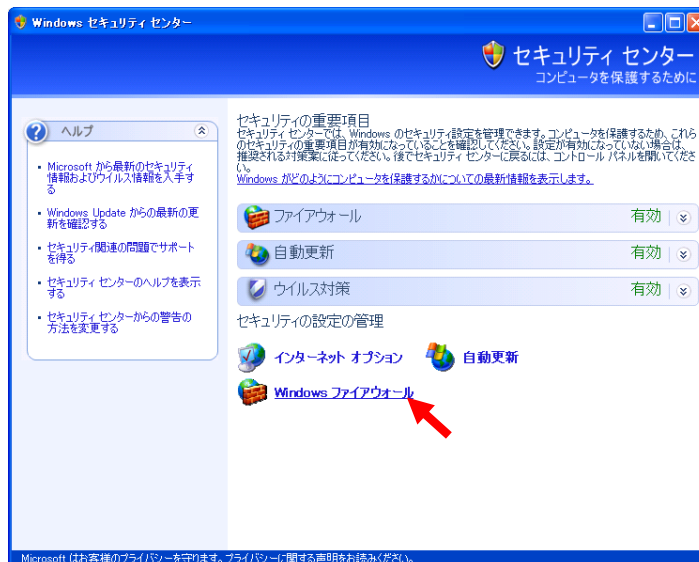 Windows セキュリティ センター
セキュリティ センター
コンピュータを保護するために
ヘルプ
Microsoft から最新のセキュリティ
情報およびウイルス情報を入手す
る
Windows Update からの最新の更
新を確認する
セキュリティ関連の問題でサポート
を得る
セキュリティ センターのヘルプを表示
する
セキュリティ センターからの警告の
方法を変更する
セキュリティの重要項目
セキュリティ センターでは、Windows のセキュリティ設定を管理できます。コンピュータを保護するため、これら
のセキュリティの重要項目が有効になっていることを確認してください。設定が有効になっていない場合は、
推奨される対策案に従ってください。後でセキュリティ センターに戻るには、コントロール パネルを開いてくださ
い。
Windows がどのようにコンピュータを保護するかについての最新情報を表示します。
ファイアウォール 有効
自動更新 有効
ウイルス対策 有効
セキュリティの設定の管理
インターネット オプション 自動更新
Windows ファイアウォール
Microsoft はお客様のプライバシーを守ります。プライバシーに関する声明をお読みください。